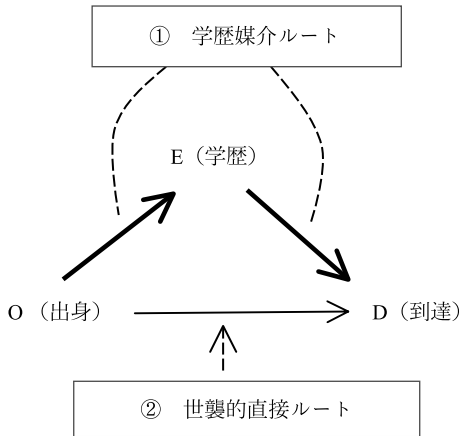 ①　学歴媒介ルート
E（学歴）
O（出身）
D（到達）
②　世襲的直接ルート